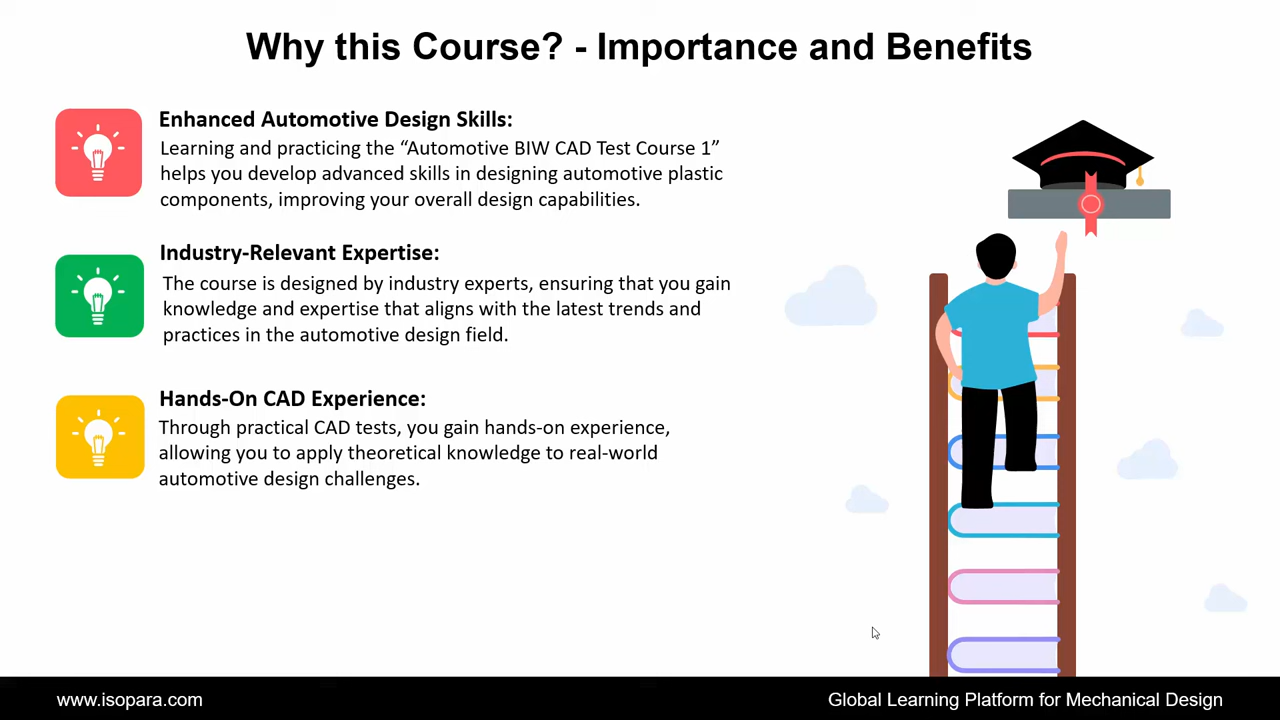 Why this Course? - Importance and Benefits
Enhanced Automotive Design Skills:
Learning and practicing the “Automotive BIW CAD Test Course 1”
helps you develop advanced skills in designing automotive plastic
components, improving your overall design capabilities.
Industry-Relevant Expertise:
The course is designed by industry experts, ensuring that you gain
knowledge and expertise that aligns with the latest trends and
practices in the automotive design field.
Hands-On CAD Experience:
Through practical CAD tests, you gain hands-on experience,
allowing you to apply theoretical knowledge to real-world
automotive design challenges.
www.isopara.com
Global Learning Platform for Mechanical Design